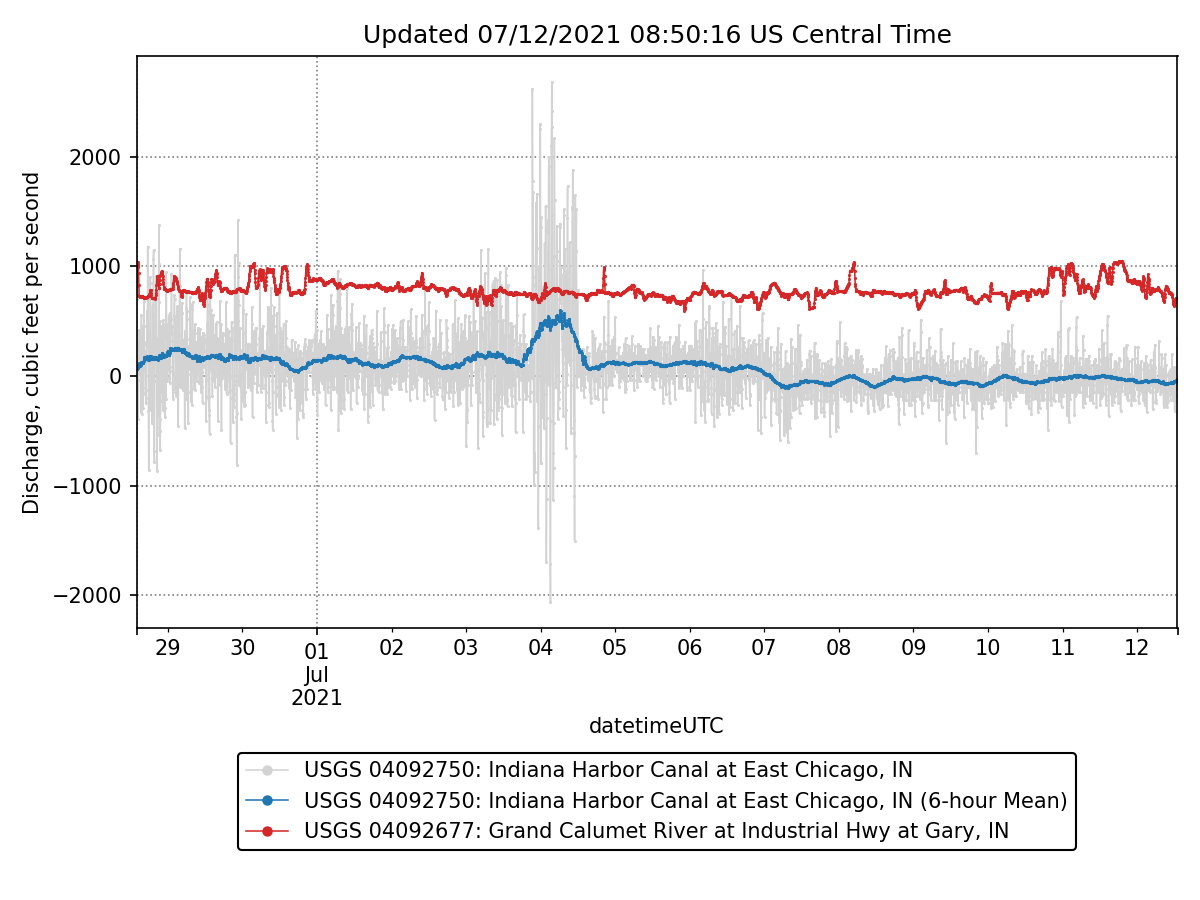 Updated 07/12/2021 08:50:16 US Central Time
Discharge, cubic feet per second
2000
1000
0
−1000
−2000
29 30 01 02 03 04 05 06 07 08 09 10 11 12
Jul
2021
datetimeUTC
USGS 04092750: Indiana Harbor Canal at East Chicago, IN
USGS 04092750: Indiana Harbor Canal at East Chicago, IN (6-hour Mean)
USGS 04092677: Grand Calumet River at Industrial Hwy at Gary, IN